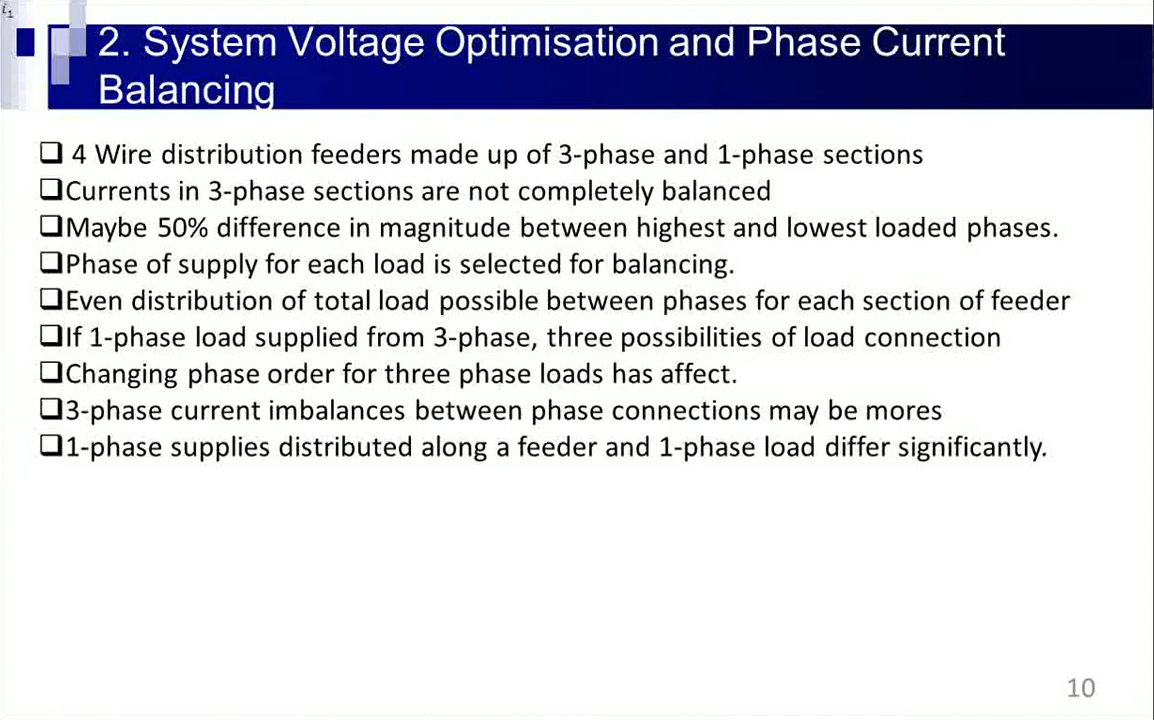 t1
2. System Voltage Optimisation and Phase Current
Balancing
❑ 4 Wire distribution feeders made up of 3-phase and 1-phase sections
❑Currents in 3-phase sections are not completely balanced
❑Maybe 50% difference in magnitude between highest and lowest loaded phases.
❑Phase of supply for each load is selected for balancing.
❑Even distribution of total load possible between phases for each section of feeder
❑If 1-phase load supplied from 3-phase, three possibilities of load connection
❑Changing phase order for three phase loads has affect.
❑3-phase current imbalances between phase connections may be mores
❑1-phase supplies distributed along a feeder and 1-phase load differ significantly.
10